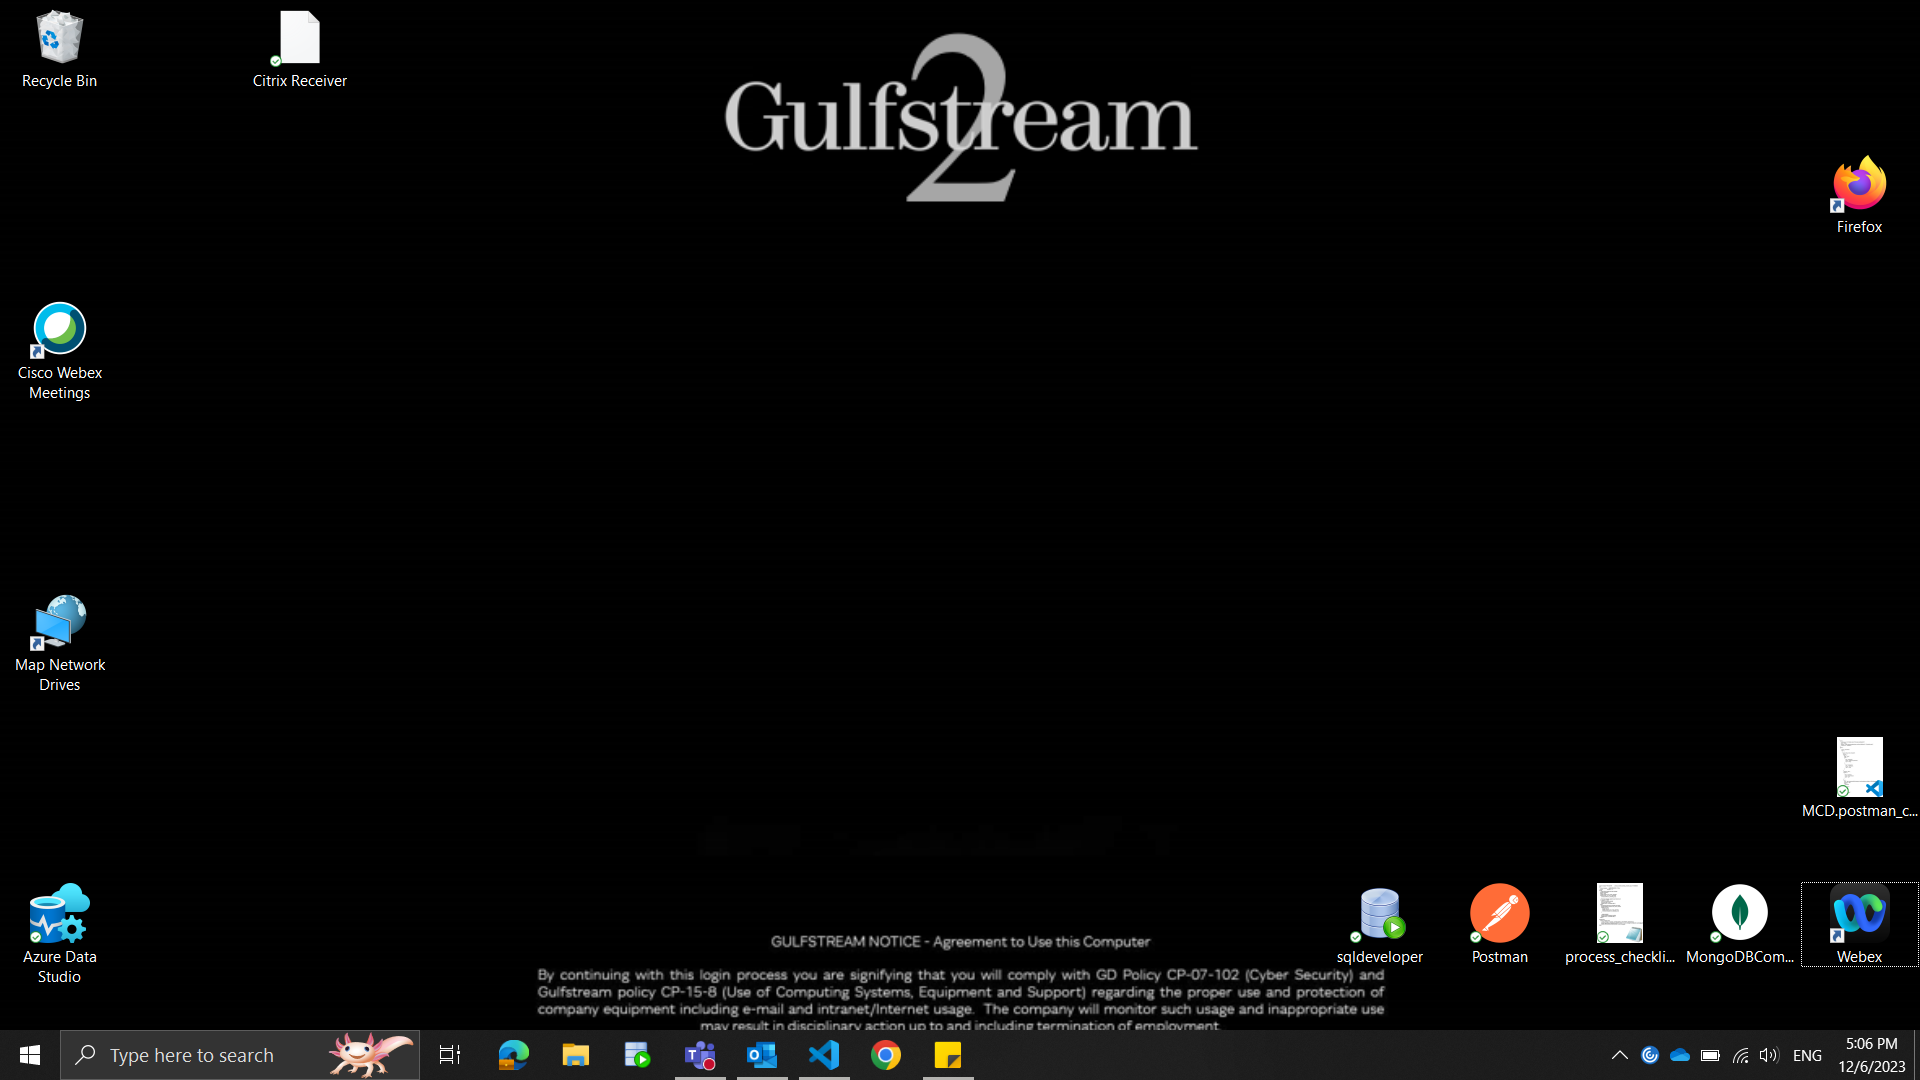 Recycle Bin
Citrix Receiver
Gulfstream
2
Firefox
Cisco Webex
Meetings
Map Network
Drives
MCD.postman_c...
Azure Data
Studio
sqldeveloper
Postman
process_checkli...
MongoDBCom...
Webex
GULFSTREAM NOTICE - Agreement to Use this Computer
By continuing with this login process you are signifying that you will comply with GD Policy CP-07-102 (Cyber Security) and
Gulfstream policy CP-15-8 (Use of Computing Systems, Equipment and Support) regarding the proper use and protection of
company equipment including e-mail and intranet/Internet usage. The company will monitor such usage and inappropriate use
may result in disciplinary action up to and including termination of employment.
Type here to search
ENG
5:06 PM
12/6/2023